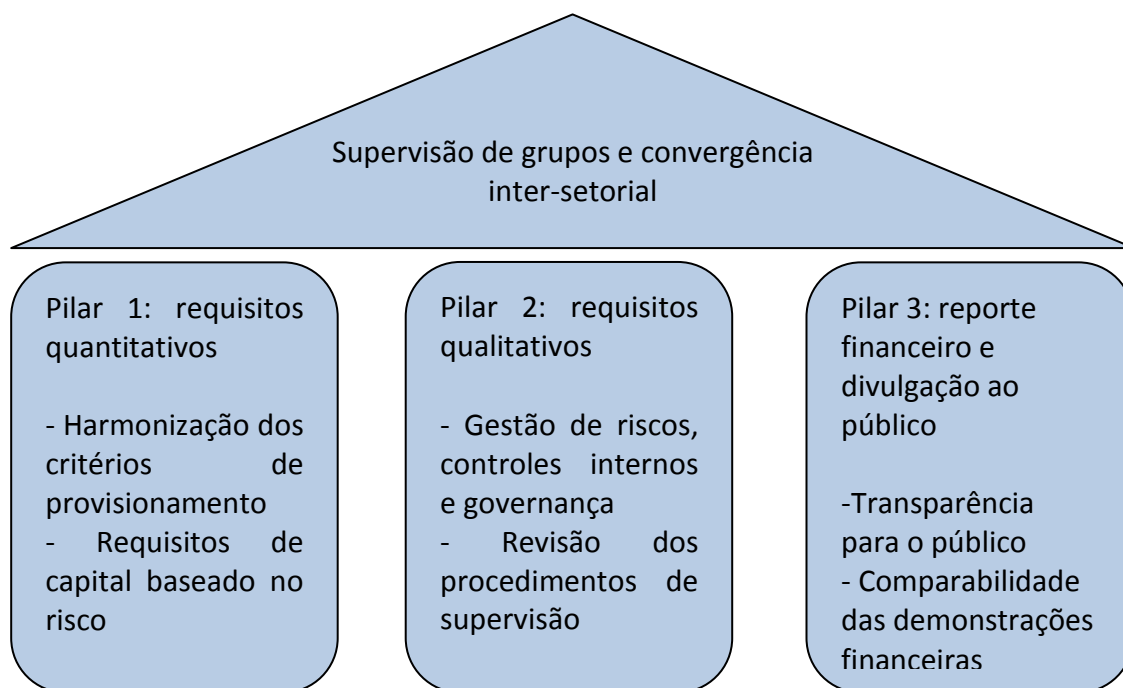 Supervisão de grupos e convergência
inter-setorial
Pilar 1: requisitos
quantitativos
- Harmonização dos
critérios de
provisionamento
- Requisitos de
capital baseado no
risco
Pilar 2: requisitos
qualitativos
- Gestão de riscos,
controles internos
e governança
- Revisão dos
procedimentos de
supervisão
Pilar 3: reporte
financeiro e
divulgação ao
público
-Transparência
para o público
- Comparabilidade
das demonstrações
financeiras